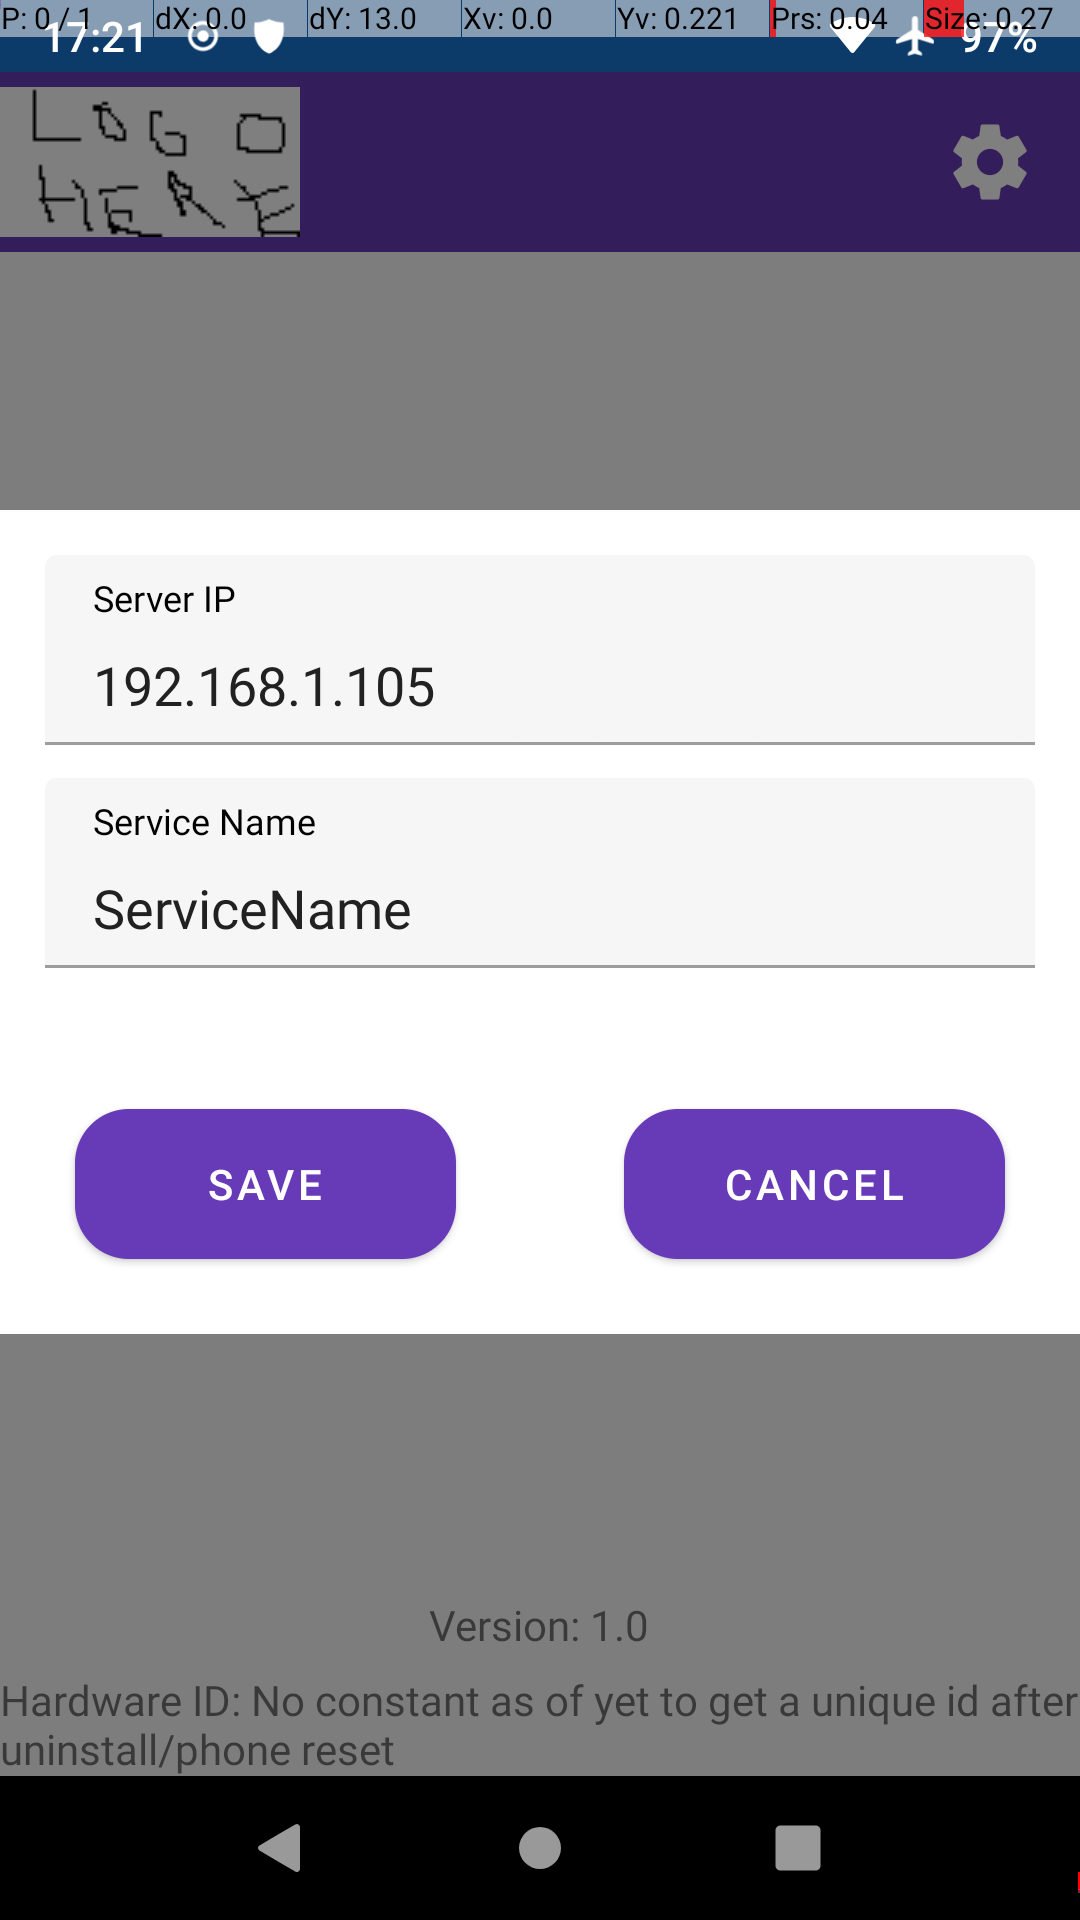 P: 0 / 1 dX: 0.0 dY: 13.0 Xv: 0.0 Yv: 0.221 Prs: 0.04 Size: 0.27
17:21 97%
LOGO
HERE
Server IP
192.168.1.105
Service Name
ServiceName
SAVE CANCEL
Version: 1.0
Hardware ID: No constant as of yet to get a unique id after
uninstall/phone reset